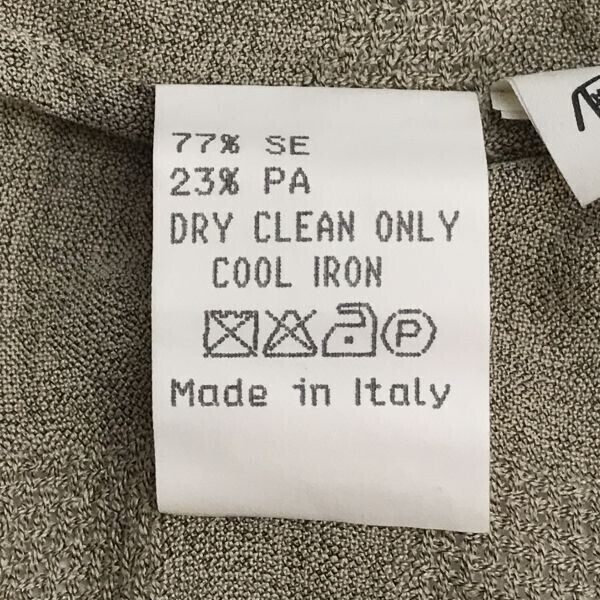 77% SE
23% PA
DRY CLEAN ONLY
COOL IRON
P
Made in Italy